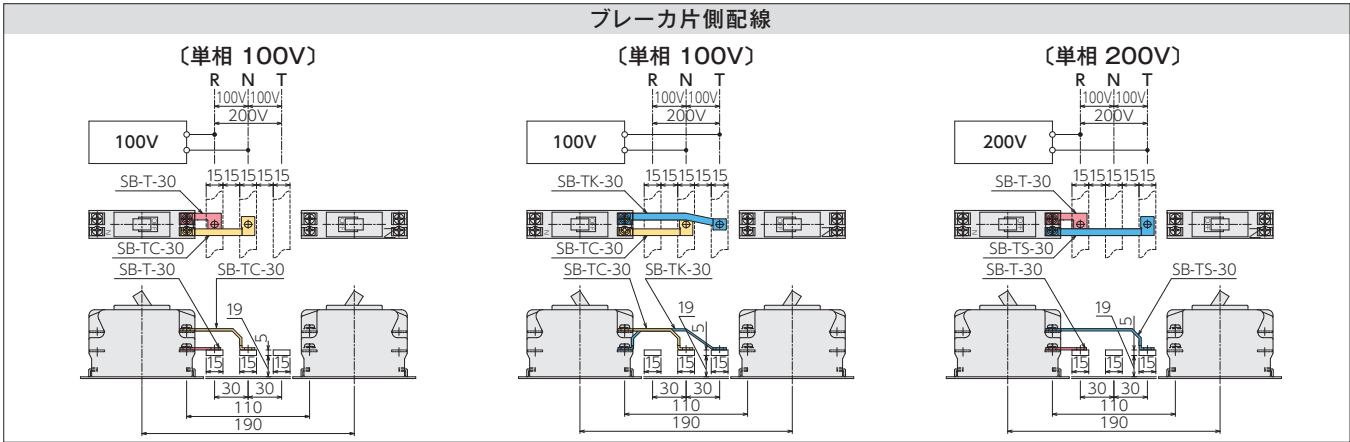 ブレーカ片側配線
〔単相 100V〕
R N T
100V 100V
200V
100V
15 15 15 15 15
SB-T-30
SB-TC-30
SB-T-30 SB-TC-30
19
5
15 15 15
30 30
110
190
〔単相 100V〕
R N T
100V 100V
200V
100V
15 15 15 15 15
SB-TK-30
SB-TC-30
SB-TC-30 SB-TK-30
19
5
15 15 15
30 30
110
190
〔単相 200V〕
R N T
100V 100V
200V
200V
15 15 15 15 15
SB-T-30
SB-TS-30
SB-T-30 SB-TS-30
19
5
15 15 15
30 30
110
190